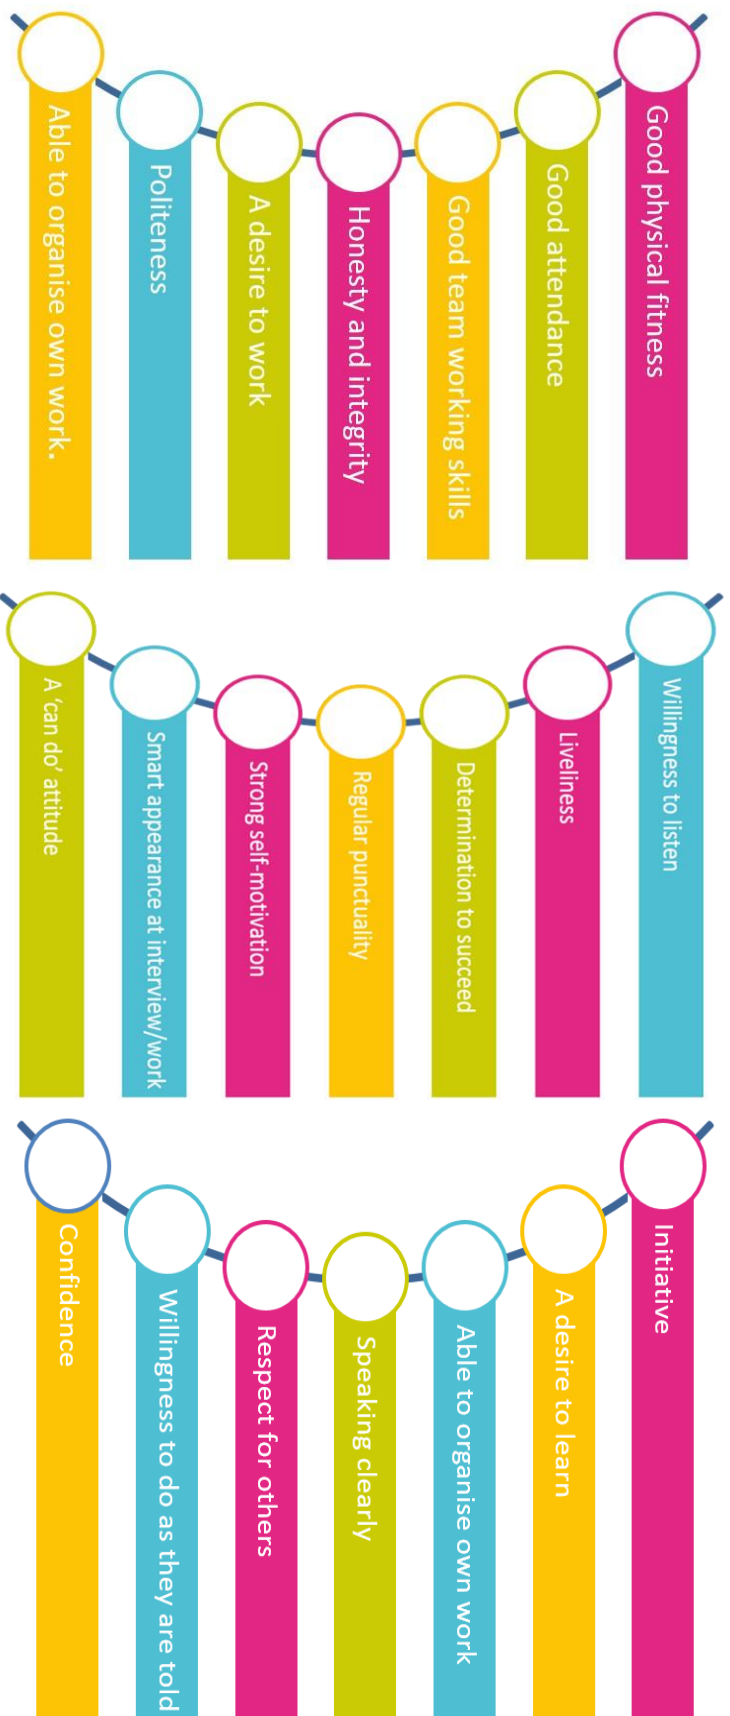 Able to organise own work.
Politeness
A desire to work
Honesty and integrity
Good team working skills
Good attendance
Good physical fitness
A ‘can do’ attitude
Smart appearance at interview/work
Strong self-motivation
Regular punctuality
Determination to succeed
Liveliness
Willingness to listen
Confidence
Willingness to do as they are told
Respect for others
Speaking clearly
Able to organise own work
A desire to learn
Initiative